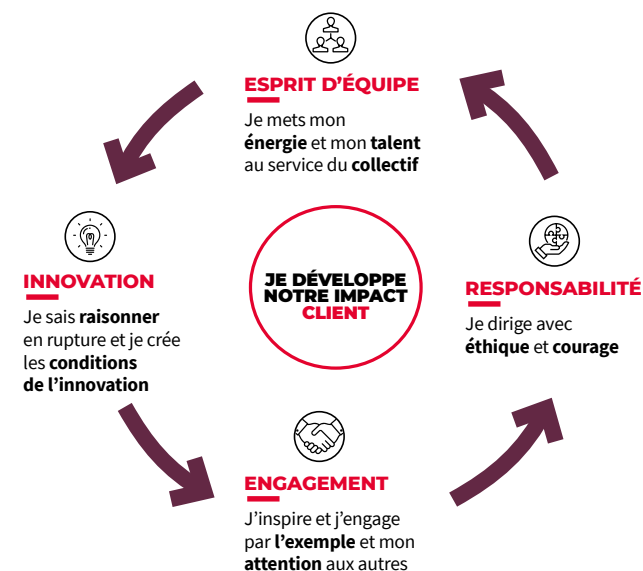 ESPRIT D’ÉQUIPE
Je mets mon
énergie et mon talent
au service du collectif
INNOVATION
Je sais raisonner
en rupture et je crée
les conditions
de l’innovation
JE DÉVELOPPE
NOTRE IMPACT
CLIENT
RESPONSABILITÉ
Je dirige avec
éthique et courage
ENGAGEMENT
J’inspire et j’engage
par l’exemple et mon
attention aux autres